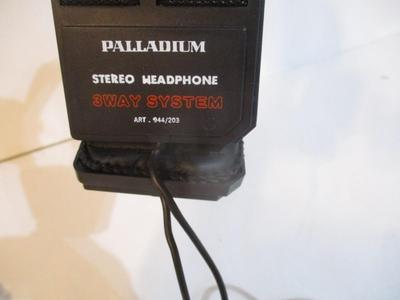 PALLADIUM
STEREO HEADPHONE
3WAY SYSTEM
ART . 944/203